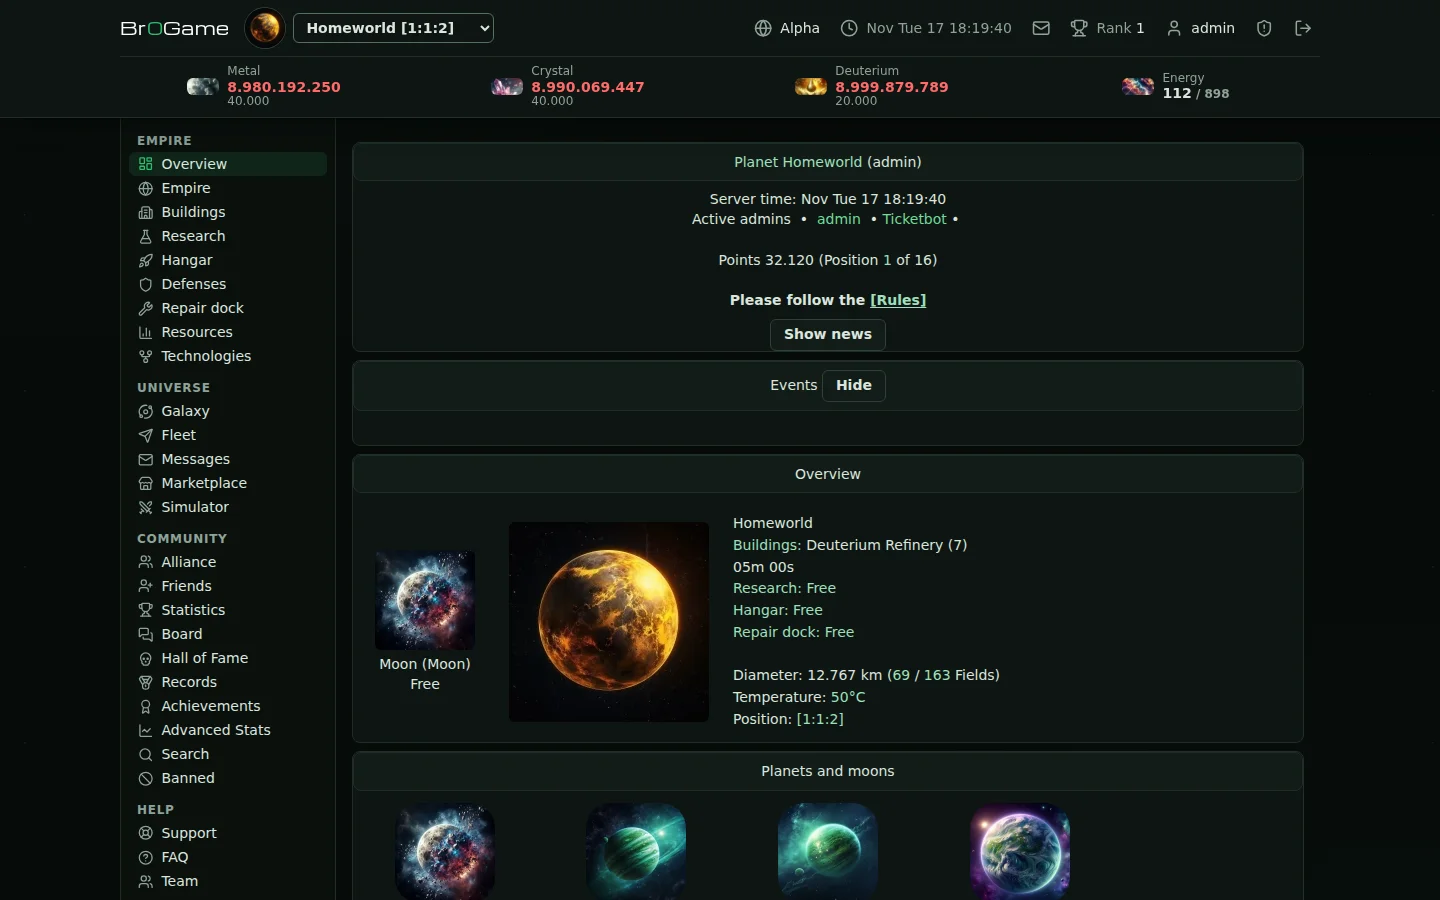 BrOGame
Homeworld [1:1:2]
Alpha
Nov Tue 17 18:19:40
Rank 1
admin
Metal
8.980.192.250
40.000
Crystal
8.990.069.447
40.000
Deuterium
8.999.879.789
20.000
Energy
112 / 898
EMPIRE
Overview
Empire
Buildings
Research
Hangar
Defenses
Repair dock
Resources
Technologies
UNIVERSE
Galaxy
Fleet
Messages
Marketplace
Simulator
COMMUNITY
Alliance
Friends
Statistics
Board
Hall of Fame
Records
Achievements
Advanced Stats
Search
Banned
HELP
Support
FAQ
Team
Planet Homeworld (admin)
Server time: Nov Tue 17 18:19:40
Active admins • admin • Ticketbot •
Points 32.120 (Position 1 of 16)
Please follow the [Rules]
Show news
Events Hide
Overview
Moon (Moon)
Free
Homeworld
Buildings: Deuterium Refinery (7)
05m 00s
Research: Free
Hangar: Free
Repair dock: Free
Diameter: 12.767 km (69 / 163 Fields)
Temperature: 50°C
Position: [1:1:2]
Planets and moons